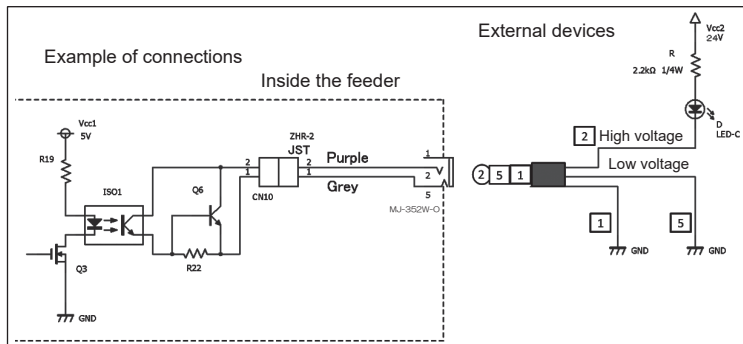 Example of connections
External devices
Inside the feeder
Vcc2
24V
R
2.2kΩ 1/4W
D
LED-C
2 High voltage
Low voltage
Vcc1
5V
R19
ISO1
Q6
ZHR-2
JST
2 2 Purple 1
1 1 Grey 2
5
CN10
MJ-352W-O
2 5 1
1
5
GND
GND
R22
Q3
GND